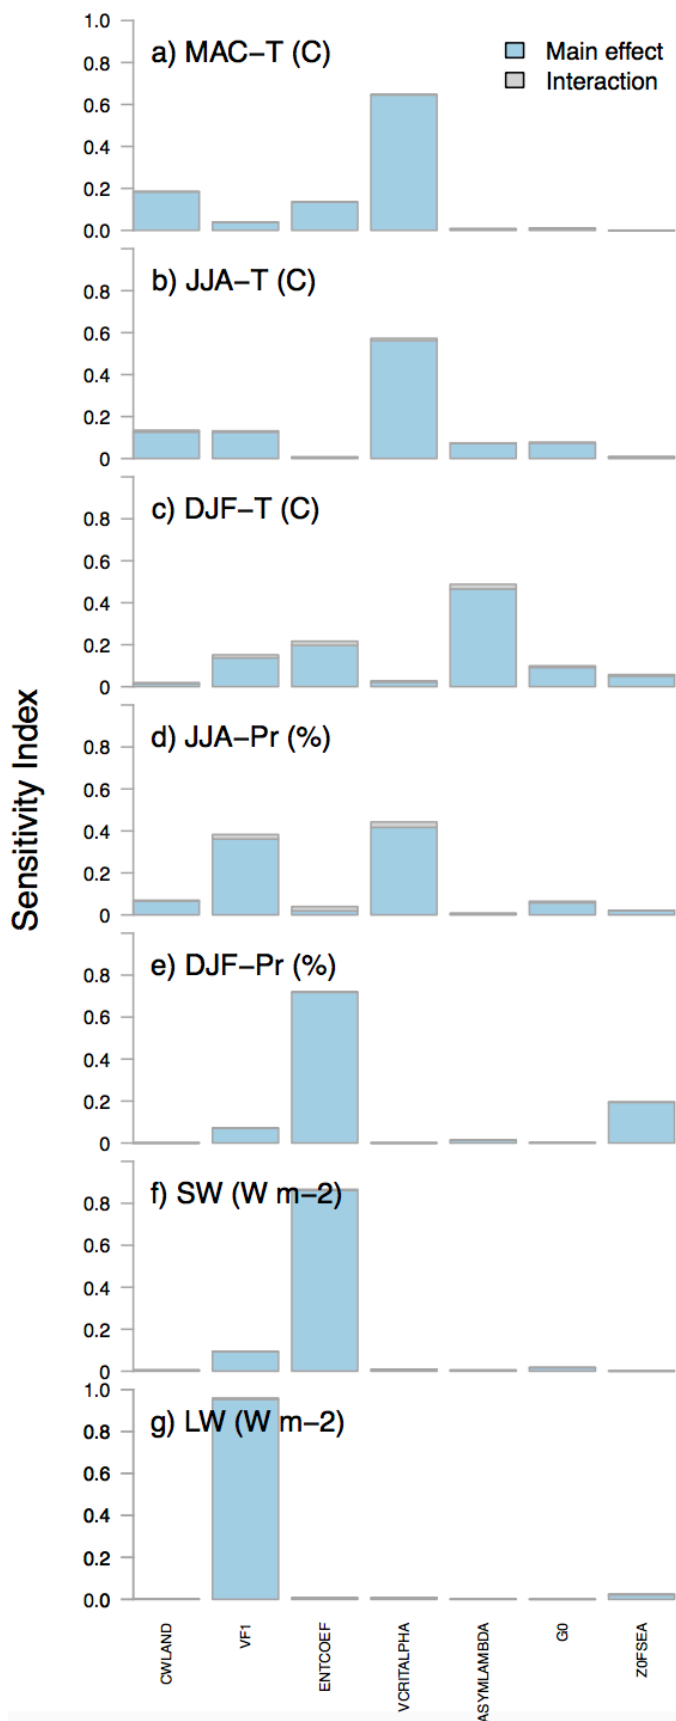 1.0
a) MAC−T (C)
Main effect
Interaction
0.8
0.6
0.4
0.2
0.0
b) JJA−T (C)
0.8
0.6
0.4
0.2
0
c) DJF−T (C)
0.8
0.6
0.4
0.2
0
Sensitivity Index
d) JJA−Pr (%)
0.8
0.6
0.4
0.2
0
e) DJF−Pr (%)
0.8
0.6
0.4
0.2
0
f) SW (W m−2)
0.8
0.6
0.4
0.2
0
1.0
g) LW (W m−2)
0.8
0.6
0.4
0.2
0.0
CWLAND
VF1
ENTCOEF
VCRITALPHA
ASYMLAMBDA
G0
Z0FSEA